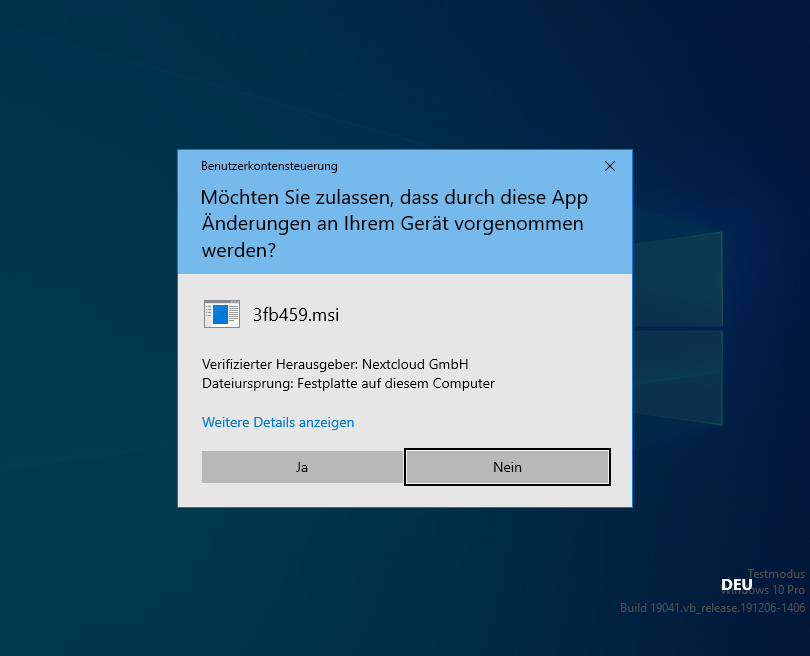 Benutzerkontensteuerung
Möchten Sie zulassen, dass durch diese App
Änderungen an Ihrem Gerät vorgenommen
werden?
3fb459.msi
Verifizierter Herausgeber: Nextcloud GmbH
Dateiursprung: Festplatte auf diesem Computer
Weitere Details anzeigen
Ja
Nein
Testmodus
DEU
Windows 10 Pro
Build 19041.vb_release.191206-1406